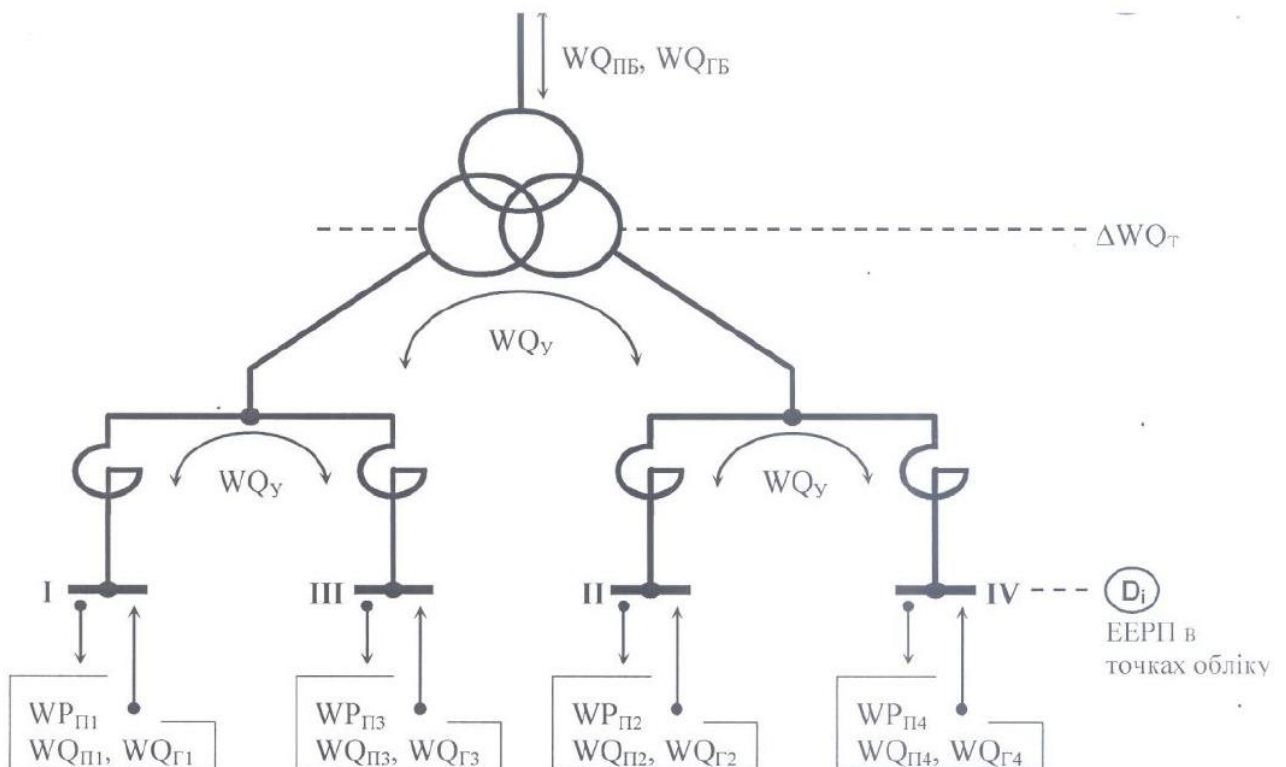 WQПБ, WQГБ
ΔWQТ
WQУ
WQУ
WQУ
I
III
II
IV
Di
ЕЕРП в
точках обліку
WPП1
WQП1, WQГ1
WPП3
WQП3, WQГ3
WPП2
WQП2, WQГ2
WPП4
WQП4, WQГ4